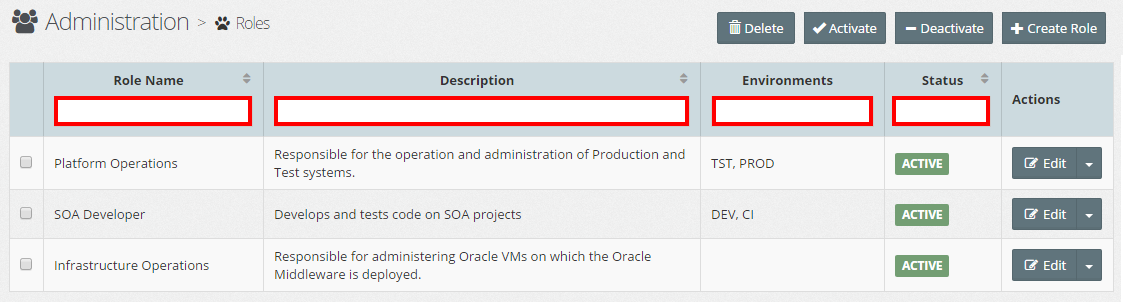 Administration > Roles
Delete Activate Deactivate Create Role
Role Name Description Environments Status Actions
Platform Operations Responsible for the operation and administration of Production and Test systems. TST, PROD ACTIVE Edit
SOA Developer Develops and tests code on SOA projects DEV, CI ACTIVE Edit
Infrastructure Operations Responsible for administering Oracle VMs on which the Oracle Middleware is deployed. ACTIVE Edit